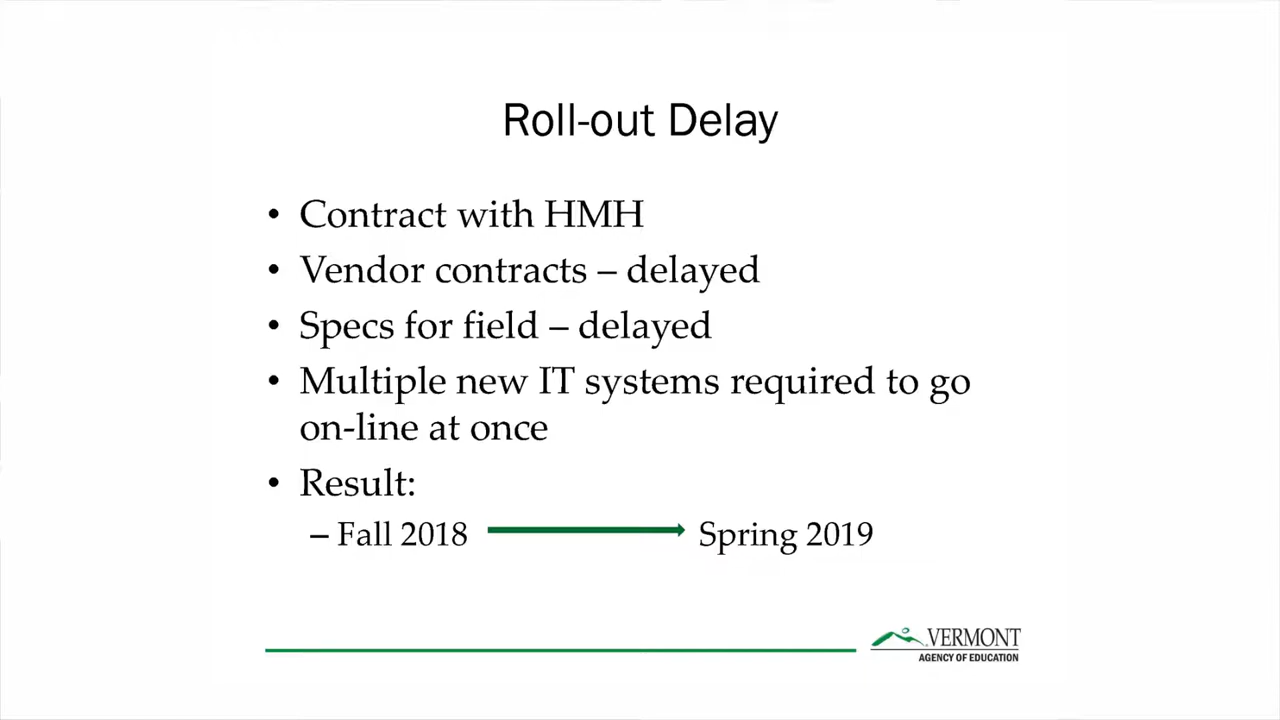 Roll-out Delay
• Contract with HMH
• Vendor contracts – delayed
• Specs for field – delayed
• Multiple new IT systems required to go
on-line at once
• Result:
– Fall 2018 Spring 2019
VERMONT
AGENCY OF EDUCATION